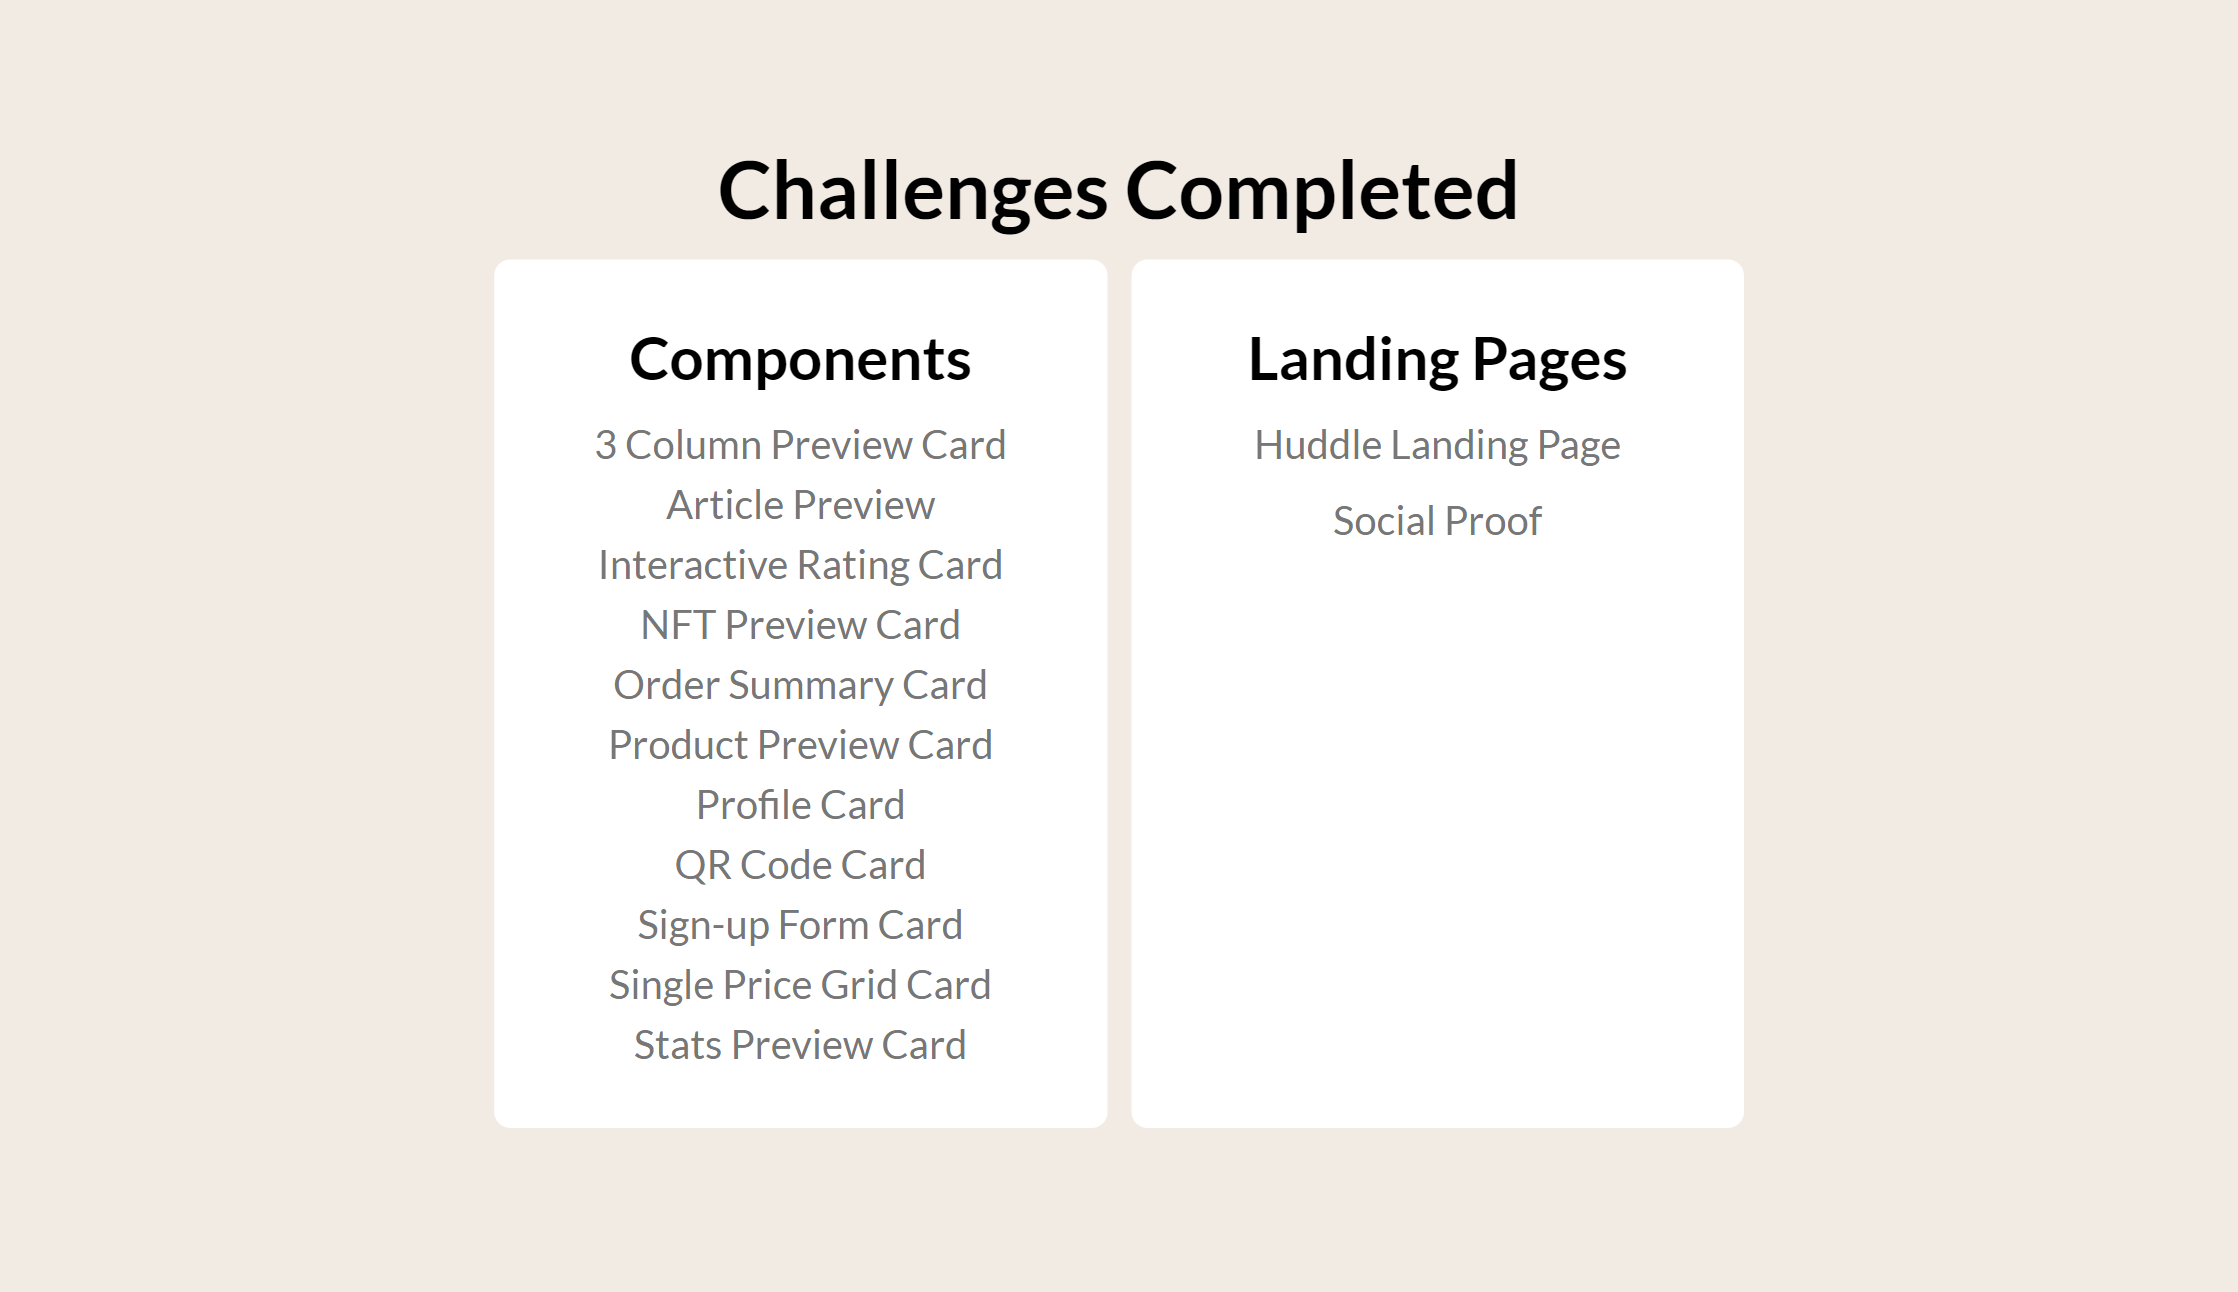 Challenges Completed
Components
3 Column Preview Card
Article Preview
Interactive Rating Card
NFT Preview Card
Order Summary Card
Product Preview Card
Profile Card
QR Code Card
Sign-up Form Card
Single Price Grid Card
Stats Preview Card
Landing Pages
Huddle Landing Page
Social Proof